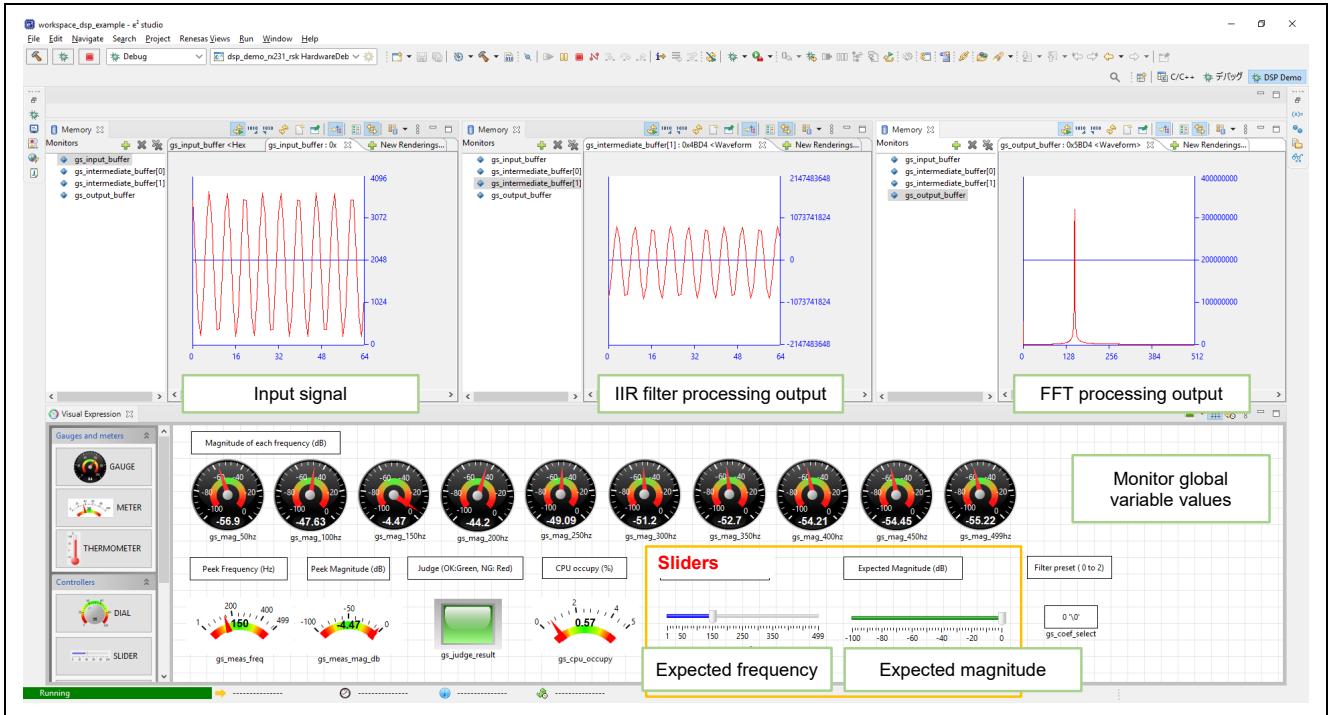 workspace_dsp_example - e² studio
File Edit Navigate Search Project Renesas Views Run Window Help
Debug
dsp_demo_rx231_rsk HardwareDeb
C/C++ デバッグ DSP Demo
Memory
Monitors
gs_input_buffer <Hex
gs_input_buffer : 0x
New Renderings...
gs_input_buffer
gs_intermediate_buffer[0]
gs_intermediate_buffer[1]
gs_output_buffer
4096
3072
2048
1024
0
0 16 32 48 64
Input signal
Memory
Monitors
gs_intermediate_buffer[1] : 0x4BD4 <Waveform
New Renderings...
gs_input_buffer
gs_intermediate_buffer[0]
gs_intermediate_buffer[1]
gs_output_buffer
2147483648
1073741824
0
-1073741824
-2147483648
0 16 32 48 64
IIR filter processing output
Memory
Monitors
gs_output_buffer : 0x5BD4 <Waveform>
New Renderings...
gs_input_buffer
gs_intermediate_buffer[0]
gs_intermediate_buffer[1]
gs_output_buffer
400000000
300000000
200000000
100000000
0
0 128 256 384 512
FFT processing output
Visual Expression
Gauges and meters
GAUGE
METER
THERMOMETER
Controllers
DIAL
SLIDER
Magnitude of each frequency (dB)
-56.9 -47.63 -4.47 -44.2 -49.09 -51.2 -52.7 -54.21 -54.45 -55.22
gs_mag_50hz gs_mag_100hz gs_mag_150hz gs_mag_200hz gs_mag_250hz gs_mag_300hz gs_mag_350hz gs_mag_400hz gs_mag_450hz gs_mag_499hz
Monitor global
variable values
Peek Frequency (Hz)
Peek Magnitude (dB)
Judge (OK:Green, NG: Red)
CPU occupy (%)
Sliders
Expected Magnitude (dB)
Filter preset ( 0 to 2)
1 200 400 499
150
gs_meas_freq
-100 -50 0
-4.47
gs_meas_mag_db
gs_judge_result
0 2 4 5
0.57
gs_cpu_occupy
1 50 150 250 350 499
Expected frequency
-100 -80 -60 -40 -20 0
Expected magnitude
0 '\0'
gs_coef_select
Running